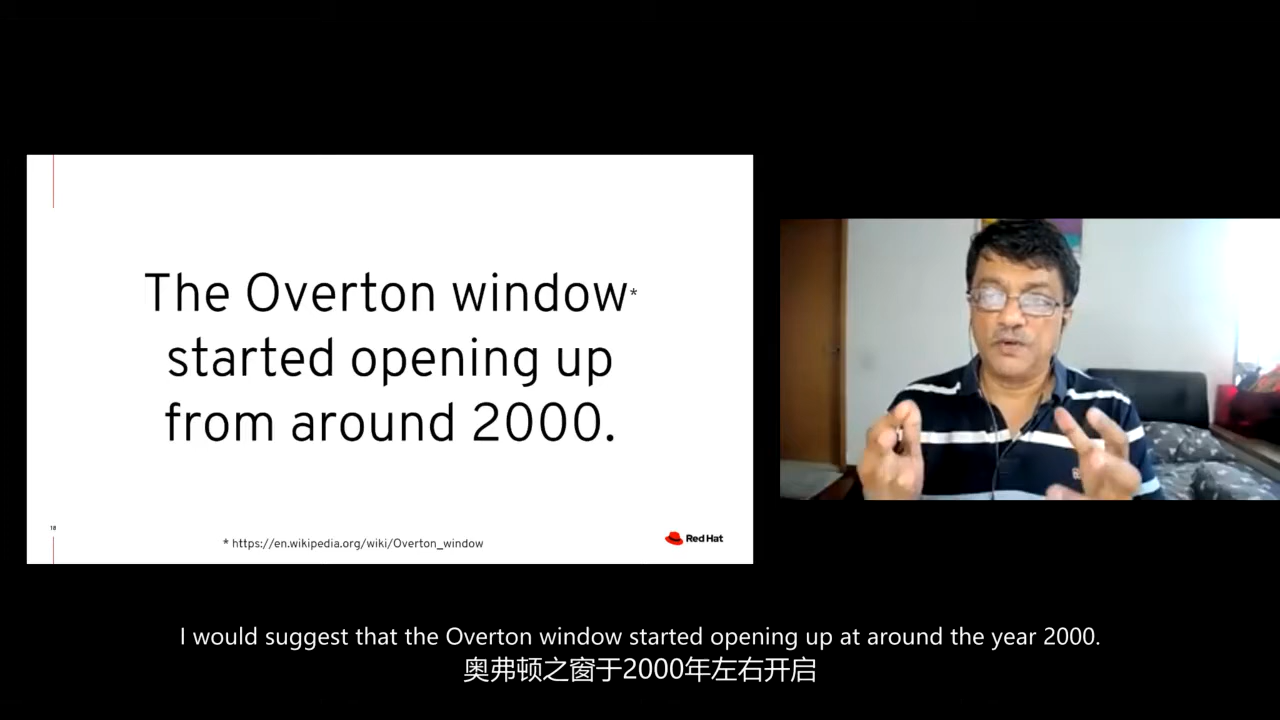 The Overton window*
started opening up
from around 2000.
18
* https://en.wikipedia.org/wiki/Overton_window
Red Hat
I would suggest that the Overton window started opening up at around the year 2000.
奥弗顿之窗于2000年左右开启